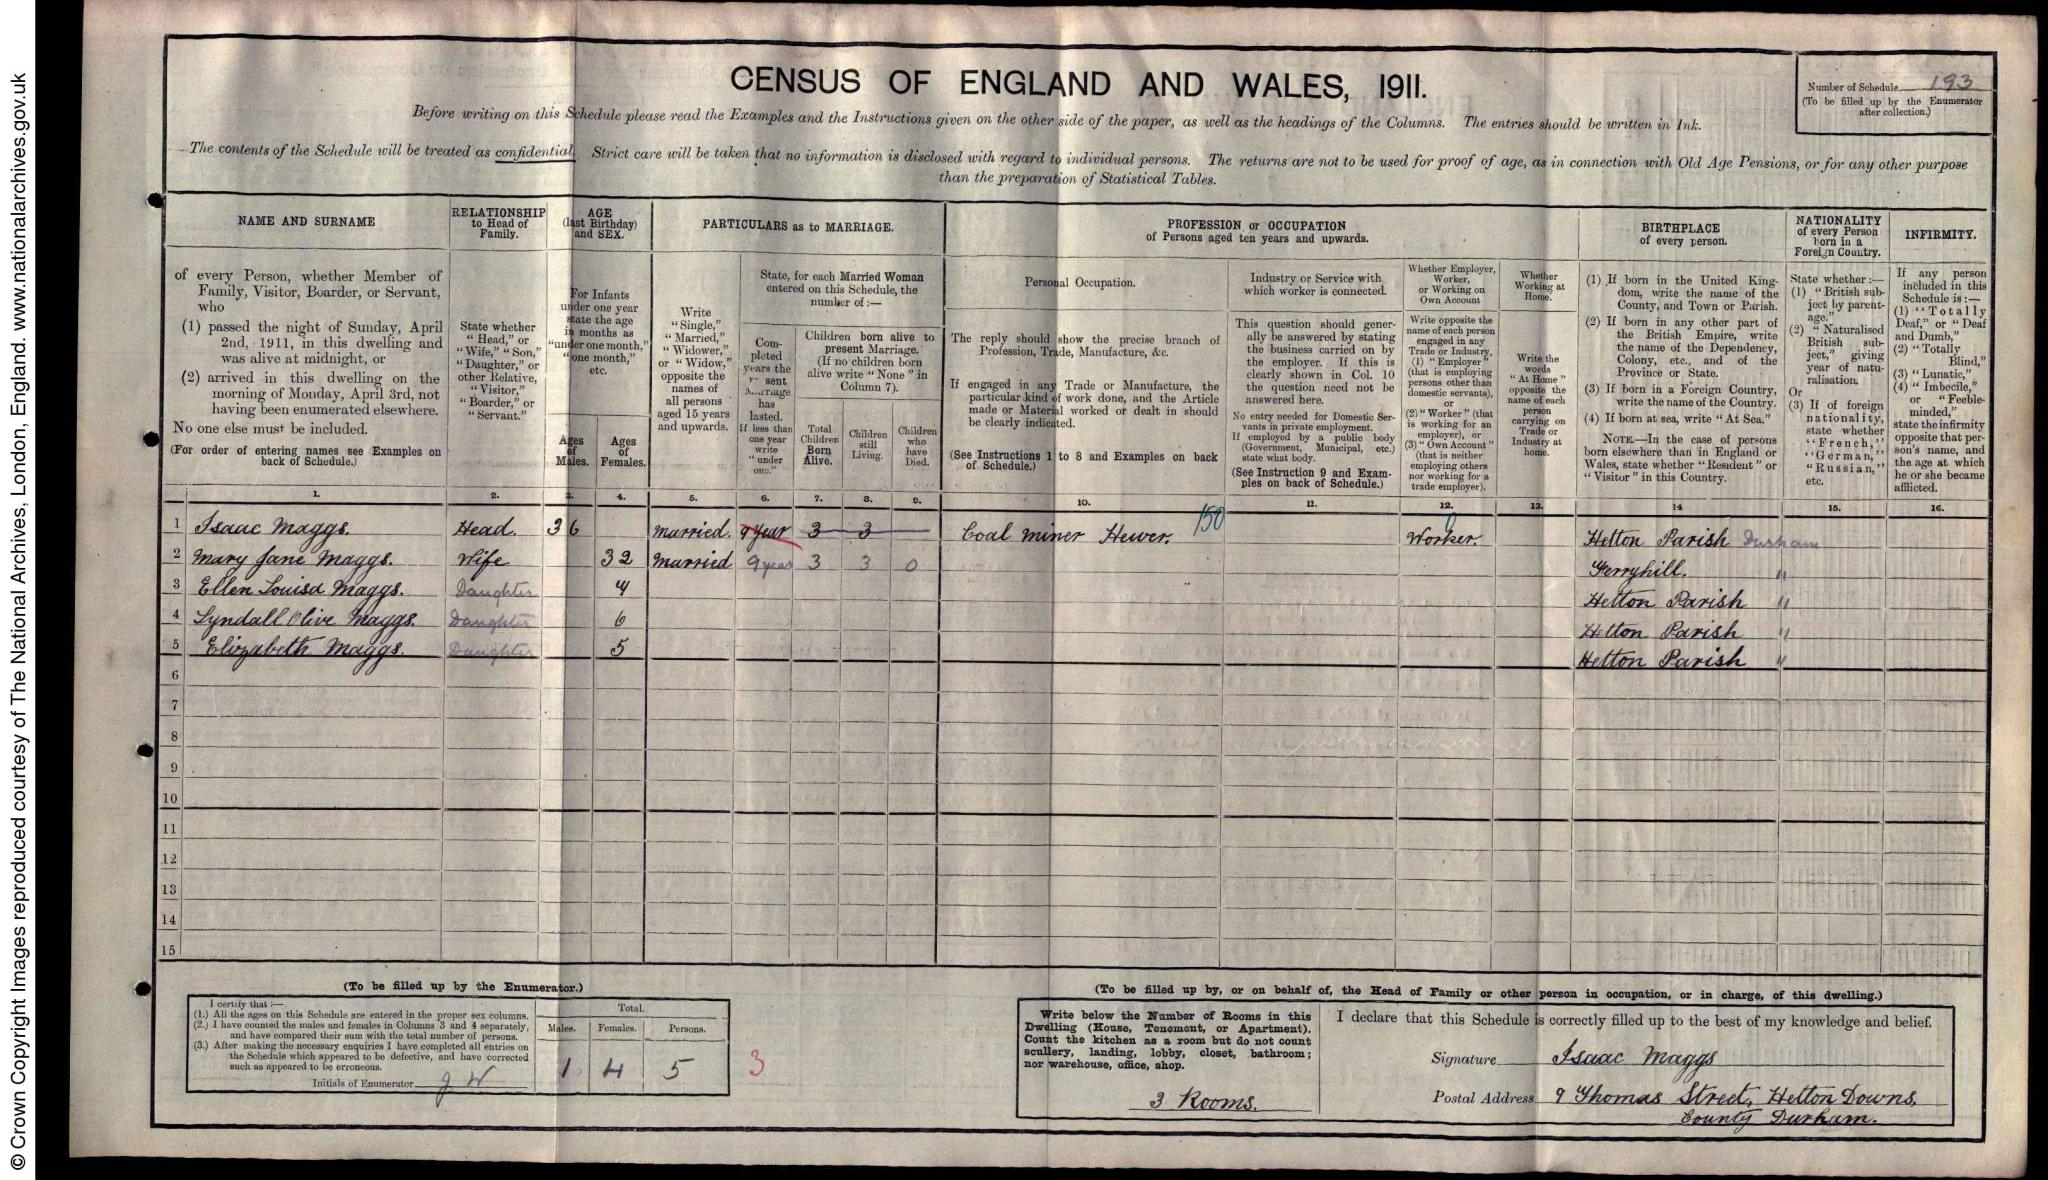 © Crown Copyright Images reproduced courtesy of The National Archives, London, England. www.nationalarchives.gov.uk
CENSUS OF ENGLAND AND WALES, 1911.
Number of Schedule 193
(To be filled up by the Enumerator after collection.)
Before writing on this Schedule please read the Examples and the Instructions given on the other side of the paper, as well as the headings of the Columns. The entries should be written in Ink.
The contents of the Schedule will be treated as confidential. Strict care will be taken that no information is disclosed with regard to individual persons. The returns are not to be used for proof of age, as in connection with Old Age Pensions, or for any other purpose
than the preparation of Statistical Tables.
NAME AND SURNAME
of every Person, whether Member of
Family, Visitor, Boarder, or Servant,
who
(1) passed the night of Sunday, April
2nd, 1911, in this dwelling and
was alive at midnight, or
(2) arrived in this dwelling on the
morning of Monday, April 3rd, not
having been enumerated elsewhere.
No one else must be included.
(For order of entering names see Examples on
back of Schedule.)
RELATIONSHIP
to Head of
Family.
State whether
"Head," or
"Wife," "Son,"
"Daughter," or
other Relative,
"Visitor,"
"Boarder," or
"Servant."
AGE
(last Birthday)
and SEX.
For Infants
under one year
state the age
in months as
"under one month,"
"one month,"
etc.
Ages
of
Males.
Ages
of
Females.
PARTICULARS as to MARRIAGE.
Write
"Single,"
"Married,"
"Widower,"
or "Widow,"
opposite the
names of
all persons
aged 15 years
and upwards.
State, for each Married Woman
entered on this Schedule, the
number of :—
Com-
pleted
years the
sent
Marriage
has
lasted.
If less than
one year
write
"under
one."
Children born alive to
present Marriage.
(If no children born
alive write "None" in
Column 7).
Total
Children
Born
Alive.
Children
still
Living.
Children
who
have
Died.
PROFESSION or OCCUPATION
of Persons aged ten years and upwards.
Personal Occupation.
The reply should show the precise branch of
Profession, Trade, Manufacture, &c.
If engaged in any Trade or Manufacture, the
particular kind of work done, and the Article
made or Material worked or dealt in should
be clearly indicated.
(See Instructions 1 to 8 and Examples on back
of Schedule.)
Industry or Service with
which worker is connected.
This question should gener-
ally be answered by stating
the business carried on by
the employer. If this is
clearly shown in Col. 10
the question need not be
answered here.
No entry needed for Domestic Ser-
vants in private employment.
If employed by a public body
(Government, Municipal, etc.)
state what body.
(See Instruction 9 and Exam-
ples on back of Schedule.)
Whether Employer,
Worker,
or Working on
Own Account
Write opposite the
name of each person
engaged in any
Trade or Industry,
(1) "Employer"
(that is employing
persons other than
domestic servants),
or
(2) "Worker" (that
is working for an
employer), or
(3) "Own Account"
(that is neither
employing others
nor working for a
trade employer).
Whether
Working at
Home.
Write the
words
"At Home"
opposite the
name of each
person
carrying on
Trade or
Industry at
home.
BIRTHPLACE
of every person.
(1) If born in the United King-
dom, write the name of the
County, and Town or Parish.
(2) If born in any other part of
the British Empire, write
the name of the Dependency,
Colony, etc., and of the
Province or State.
(3) If born in a Foreign Country,
write the name of the Country.
(4) If born at sea, write "At Sea."
NOTE.—In the case of persons
born elsewhere than in England or
Wales, state whether "Resident" or
"Visitor" in this Country.
NATIONALITY
of every Person
born in a
Foreign Country.
State whether :—
(1) "British sub-
ject by parent-
age."
(2) "Naturalised
British sub-
ject," giving
year of natu-
ralisation.
Or
(3) If of foreign
nationality,
state whether
"French,"
"German,"
"Russian,"
etc.
INFIRMITY.
If any person
included in this
Schedule is :—
(1) "Totally
Deaf," or "Deaf
and Dumb,"
(2) "Totally
Blind,"
(3) "Lunatic,"
(4) "Imbecile,"
or "Feeble-
minded,"
state the infirmity
opposite that per-
son's name, and
the age at which
he or she became
afflicted.
1. 2. 3. 4. 5. 6. 7. 8. 9. 10. 11. 12. 13. 14 15. 16.
1 Isaac Maggs. Head. 36 Married. 9 year 3 3 — Coal Miner Hewer. 150 Worker. 0 Hetton Parish Durham
2 Mary Jane Maggs. Wife 32 Married 9 year 3 3 0 Ferryhill. "
3 Ellen Louisa Maggs. Daughter Hetton Parish "
4 Lyndall Olive Maggs. Daughter 6 Hetton Parish "
5 Elizabeth Maggs. Daughter 5 Hetton Parish "
6
7
8
9
10
11
12
13
14
15
(To be filled up by the Enumerator.)
I certify that :—
(1.) All the ages on this Schedule are entered in the proper sex columns.
(2.) I have counted the males and females in Columns 3 and 4 separately,
and have compared their sum with the total number of persons.
(3.) After making the necessary enquiries I have completed all entries on
the Schedule which appeared to be defective, and have corrected
such as appeared to be erroneous.
Initials of Enumerator J W
Total.
Males. Females. Persons.
1 4 5
3
(To be filled up by, or on behalf of, the Head of Family or other person in occupation, or in charge, of this dwelling.)
Write below the Number of Rooms in this
Dwelling (House, Tenement, or Apartment).
Count the kitchen as a room but do not count
scullery, landing, lobby, closet, bathroom ;
nor warehouse, office, shop.
3 Rooms.
I declare that this Schedule is correctly filled up to the best of my knowledge and belief.
Signature Isaac Maggs
Postal Address 9 Thomas Street, Hetton Downs,
County Durham.